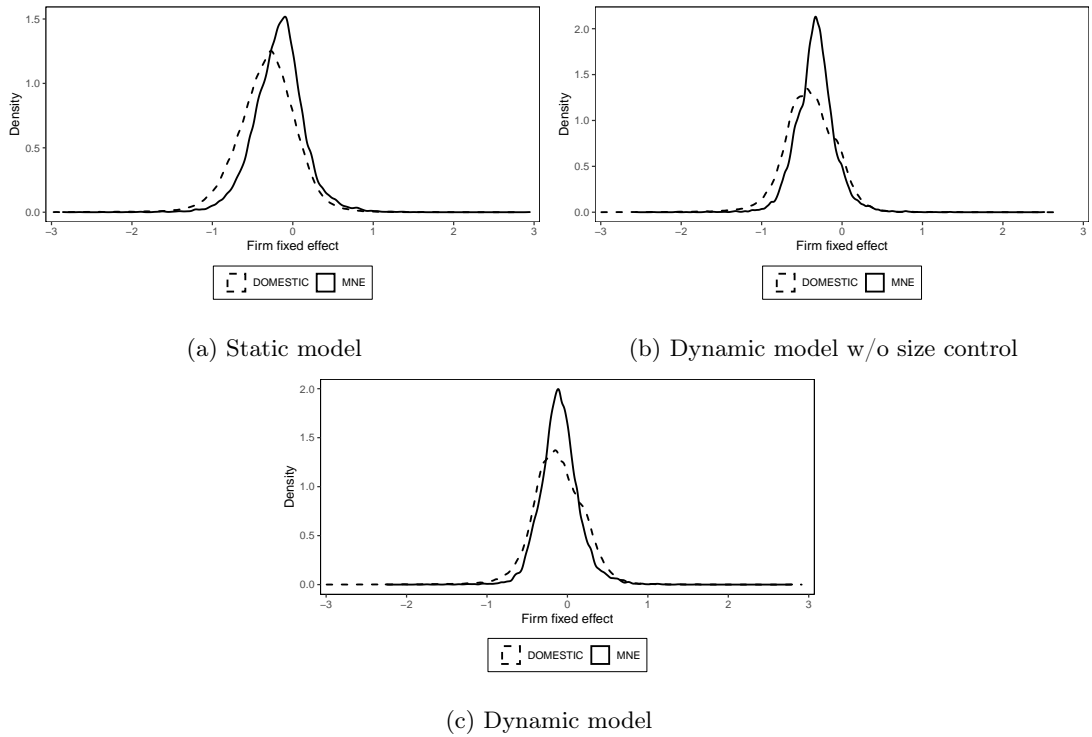 1.5
1.0
0.5
0.0
Density
−3 −2 −1 0 1 2 3
Firm fixed effect
DOMESTIC MNE
(a) Static model
2.0
1.5
1.0
0.5
0.0
Density
−3 −2 −1 0 1 2 3
Firm fixed effect
DOMESTIC MNE
(b) Dynamic model w/o size control
2.0
1.5
1.0
0.5
0.0
Density
−3 −2 −1 0 1 2 3
Firm fixed effect
DOMESTIC MNE
(c) Dynamic model